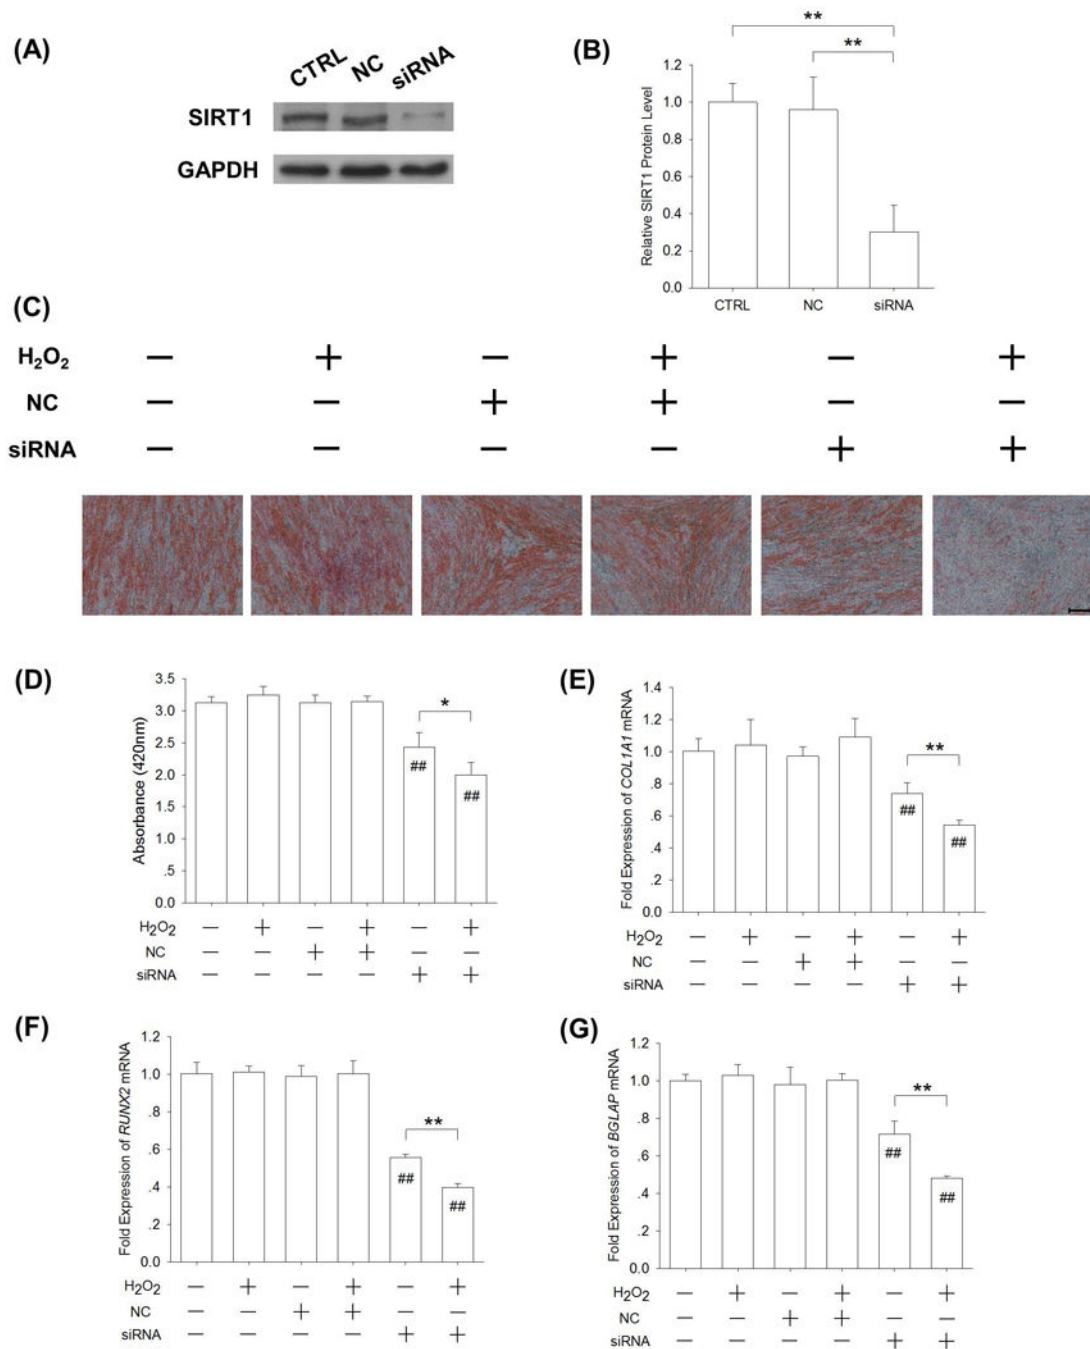 (A)
CTRL NC siRNA
SIRT1
GAPDH
(B)
** 
**
Relative SIRT1 Protein Level
1.2
1.0
0.8
0.6
0.4
0.2
0.0
CTRL NC siRNA
(C)
H₂O₂ − + − + − +
NC − − + + − −
siRNA − − − − + +
(D)
Absorbance (420nm)
3.5
3.0
2.5
2.0
1.5
1.0
.5
0.0
*
##
##
H₂O₂ − + − + − +
NC − − + + − −
siRNA − − − − + +
(E)
Fold Expression of COL1A1 mRNA
1.4
1.2
1.0
.8
.6
.4
.2
0.0
**
##
##
H₂O₂ − + − + − +
NC − − + + − −
siRNA − − − − + +
(F)
Fold Expression of RUNX2 mRNA
1.2
1.0
.8
.6
.4
.2
0.0
**
##
##
H₂O₂ − + − + − +
NC − − + + − −
siRNA − − − − + +
(G)
Fold Expression of BGLAP mRNA
1.2
1.0
.8
.6
.4
.2
0.0
**
##
##
H₂O₂ − + − + − +
NC − − + + − −
siRNA − − − − + +